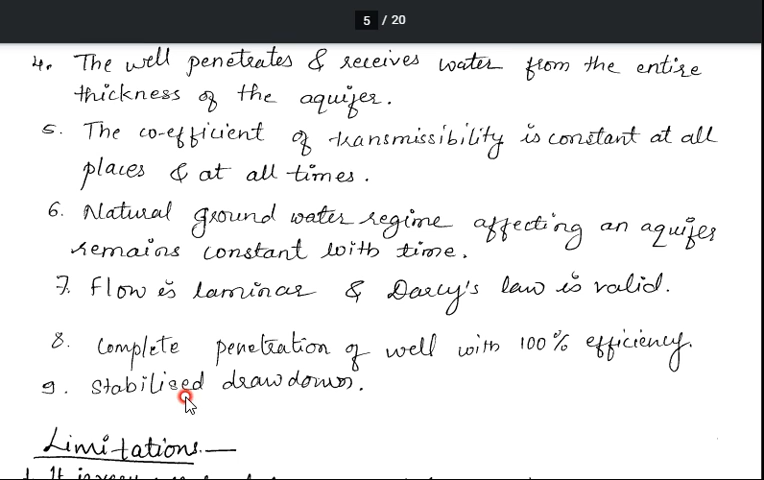 5 / 20
4. The well penetrates & receives water from the entire
thickness of the aquifer.
5. The co-efficient of transmissibility is constant at all
places & at all times.
6. Natural ground water regime affecting an aquifer
remains constant with time.
7. Flow is laminar & Darcy's law is valid.
8. Complete penetration of well with 100% efficiency.
9. Stabilised drawdown.
Limitations.—
1. It is